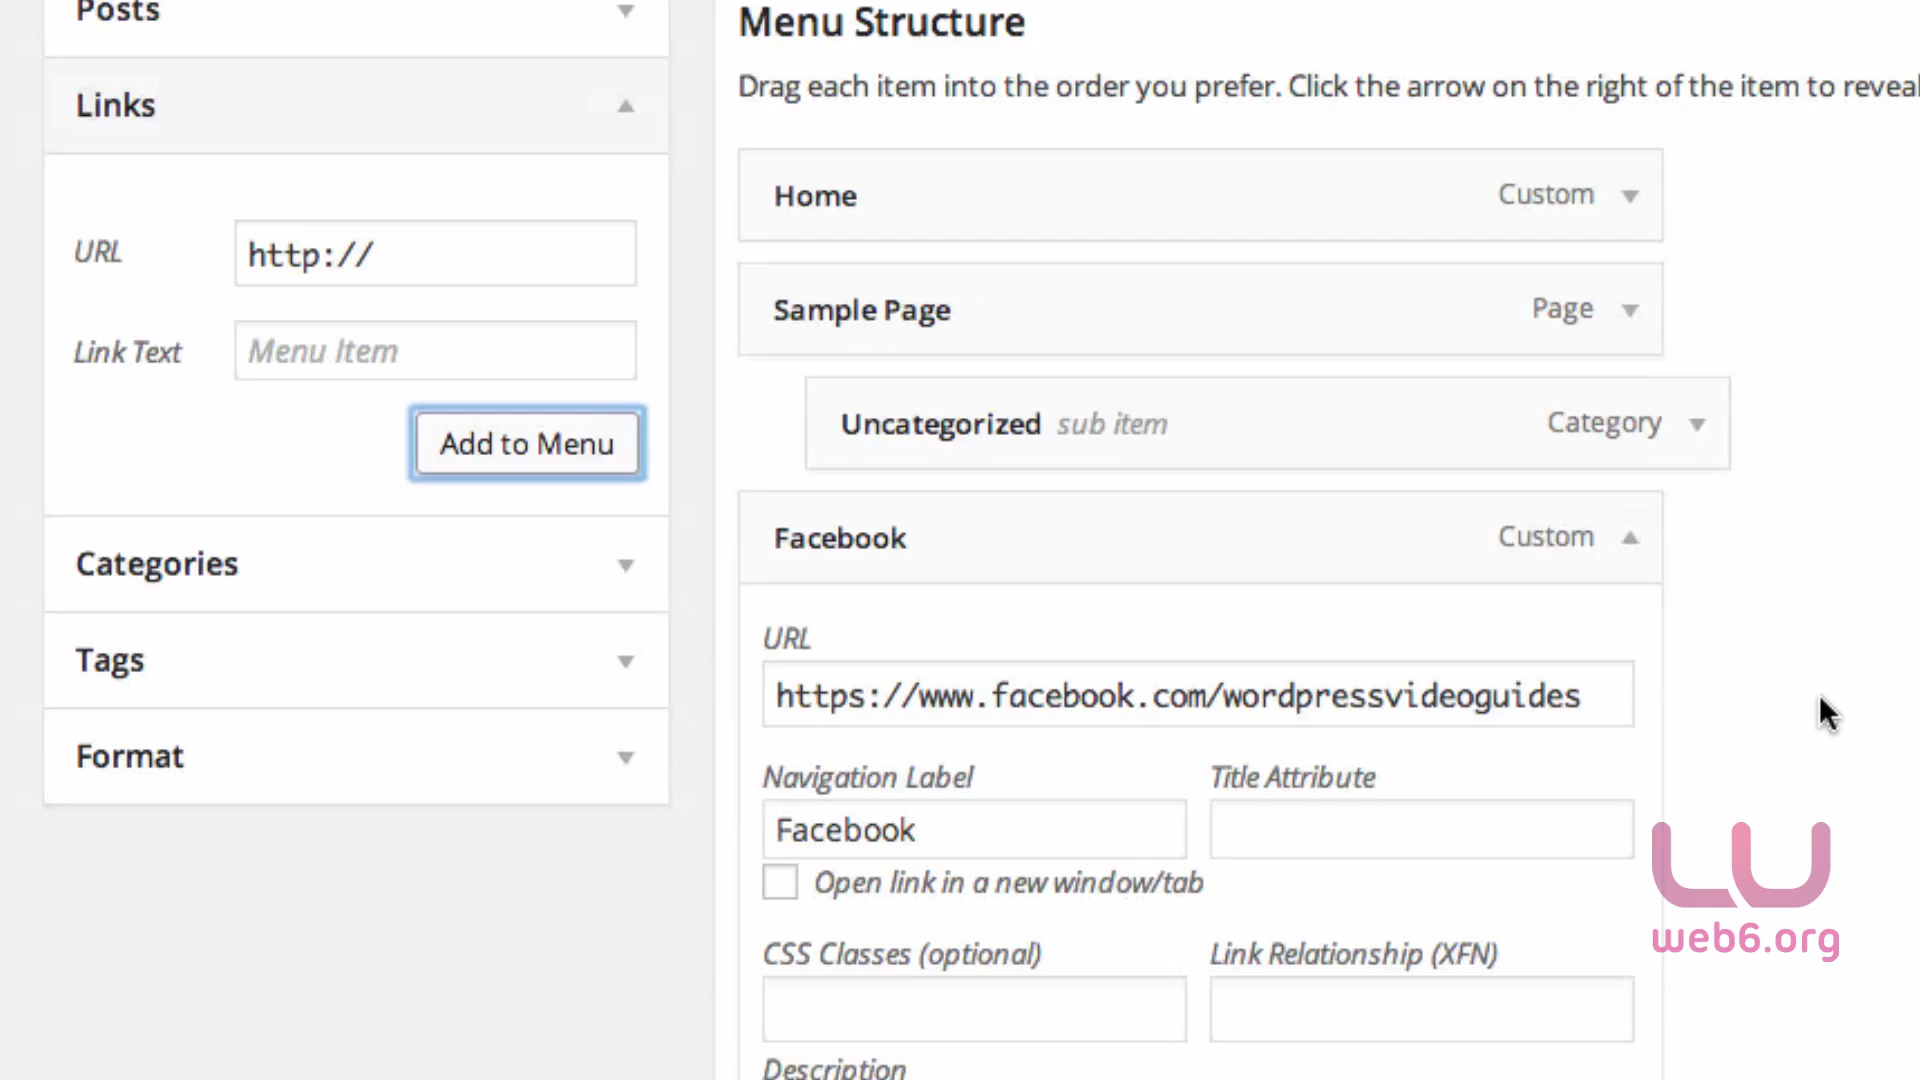 Posts
Links
URL
http://
Link Text
Menu Item
Add to Menu
Categories
Tags
Format
Menu Structure
Drag each item into the order you prefer. Click the arrow on the right of the item to reveal
Home Custom
Sample Page Page
Uncategorized sub item Category
Facebook Custom
URL
https://www.facebook.com/wordpressvideoguides
Navigation Label Title Attribute
Facebook
Open link in a new window/tab
CSS Classes (optional) Link Relationship (XFN)
Description
web6.org